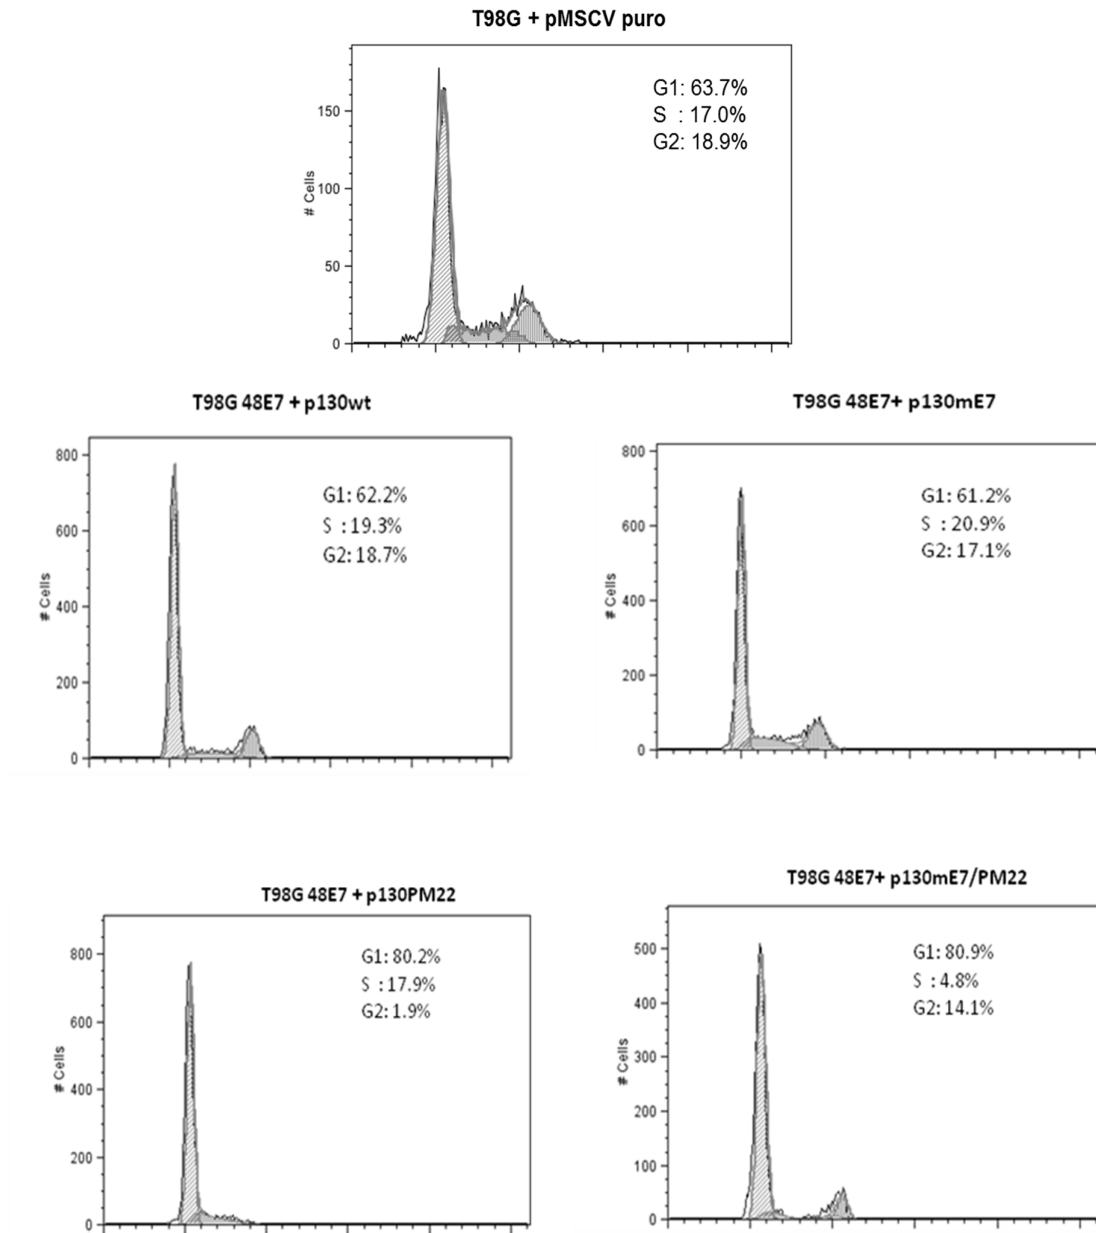 T98G + pMSCV puro
G1: 63.7%
S : 17.0%
G2: 18.9%
# Cells
150
100
50
0
T98G 48E7 + p130wt
G1: 62.2%
S : 19.3%
G2: 18.7%
# Cells
800
600
400
200
0
T98G 48E7+ p130mE7
G1: 61.2%
S : 20.9%
G2: 17.1%
# Cells
800
600
400
200
0
T98G 48E7 + p130PM22
G1: 80.2%
S : 17.9%
G2: 1.9%
# Cells
800
600
400
200
0
T98G 48E7+ p130mE7/PM22
G1: 80.9%
S : 4.8%
G2: 14.1%
# Cells
500
400
300
200
100
0